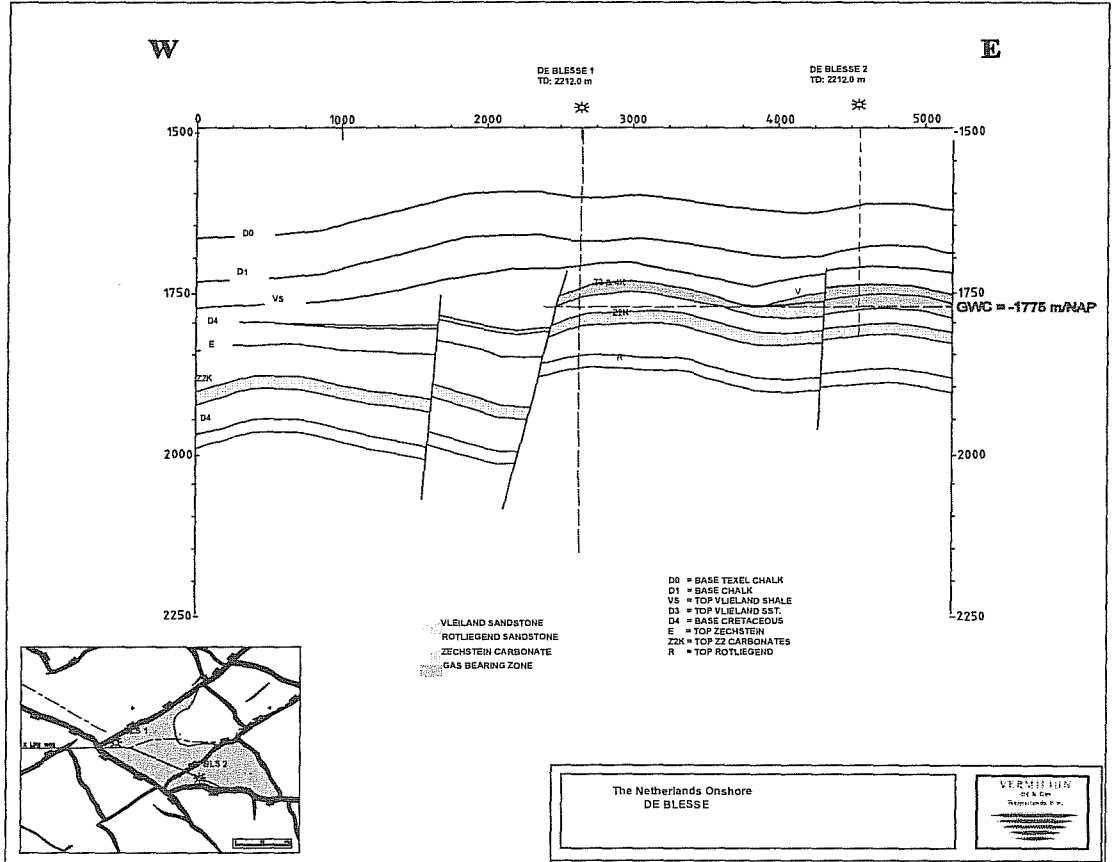 W
E
DE BLESSE 1
TD: 2212.0 m
DE BLESSE 2
TD: 2212.0 m
0 1000 2000 3000 4000 5000
1500 -1500
D0
D1
VS
1750 -1750
V
GWC = -1775 m/NAP
D4
Z2K
E
R
Z2K
D4
2000 -2000
2250 -2250
D0 = BASE TEXEL CHALK
D1 = BASE CHALK
VS = TOP VLIELAND SHALE
D3 = TOP VLIELAND SST.
D4 = BASE CRETACEOUS
E = TOP ZECHSTEIN
Z2K = TOP Z2 CARBONATES
R = TOP ROTLIEGEND
VLEILAND SANDSTONE
ROTLIEGEND SANDSTONE
ZECHSTEIN CARBONATE
GAS BEARING ZONE
BLS 2
The Netherlands Onshore
DE BLESSE
VERMILION
Oil & Gas
Netherlands B.V.